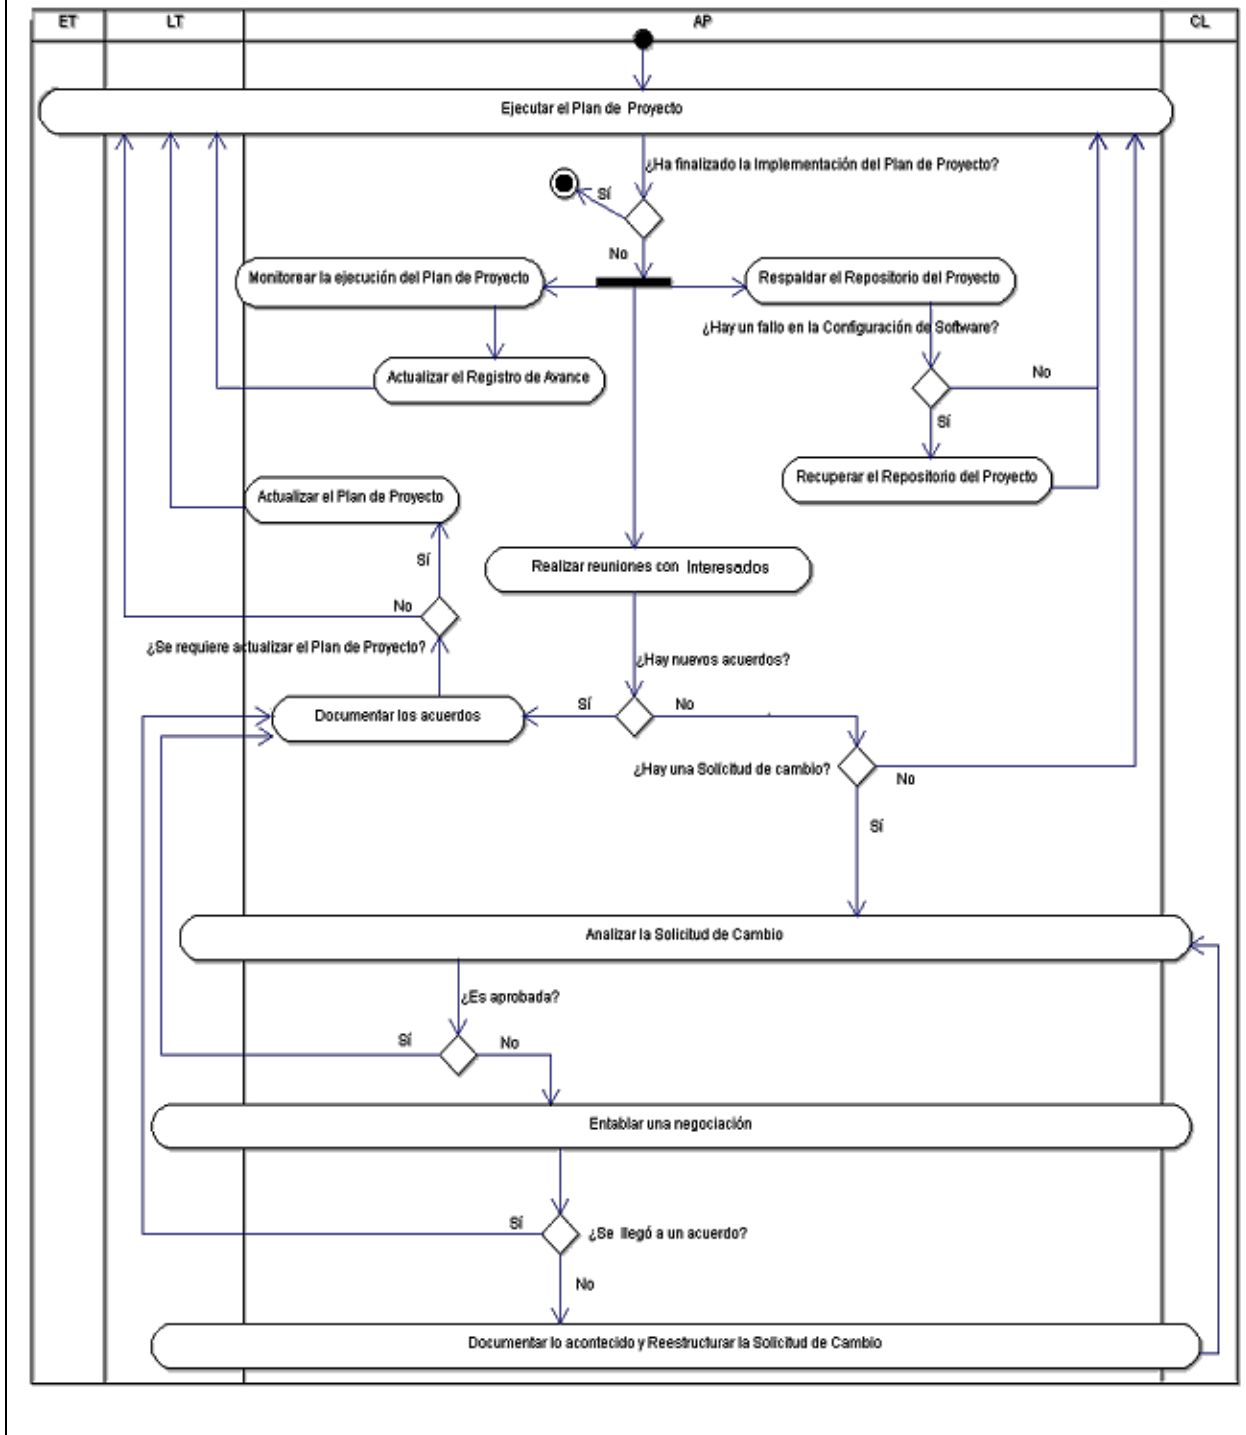 ET
LT
AP
CL
Ejecutar el Plan de Proyecto
¿Ha finalizado la Implementación del Plan de Proyecto?
Sí
No
Monitorear la ejecución del Plan de Proyecto
Respaldar el Repositorio del Proyecto
¿Hay un fallo en la Configuración de Software?
Actualizar el Registro de Avance
No
Sí
Recuperar el Repositorio del Proyecto
Actualizar el Plan de Proyecto
Sí
Realizar reuniones con Interesados
No
¿Se requiere actualizar el Plan de Proyecto?
¿Hay nuevos acuerdos?
Documentar los acuerdos
Sí
No
¿Hay una Solicitud de cambio?
No
Sí
Analizar la Solicitud de Cambio
¿Es aprobada?
Sí
No
Entablar una negociación
Sí
¿Se llegó a un acuerdo?
No
Documentar lo acontecido y Reestructurar la Solicitud de Cambio